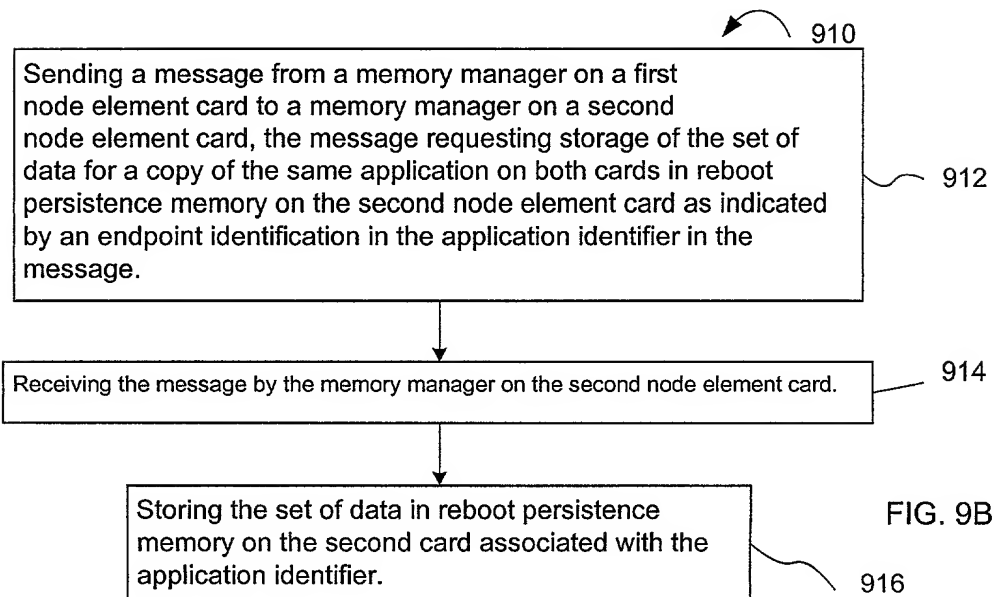 910
Sending a message from a memory manager on a first
node element card to a memory manager on a second
node element card, the message requesting storage of the set of
data for a copy of the same application on both cards in reboot
persistence memory on the second node element card as indicated
by an endpoint identification in the application identifier in the
message.
912
Receiving the message by the memory manager on the second node element card.
914
Storing the set of data in reboot persistence
memory on the second card associated with the
application identifier.
FIG. 9B
916